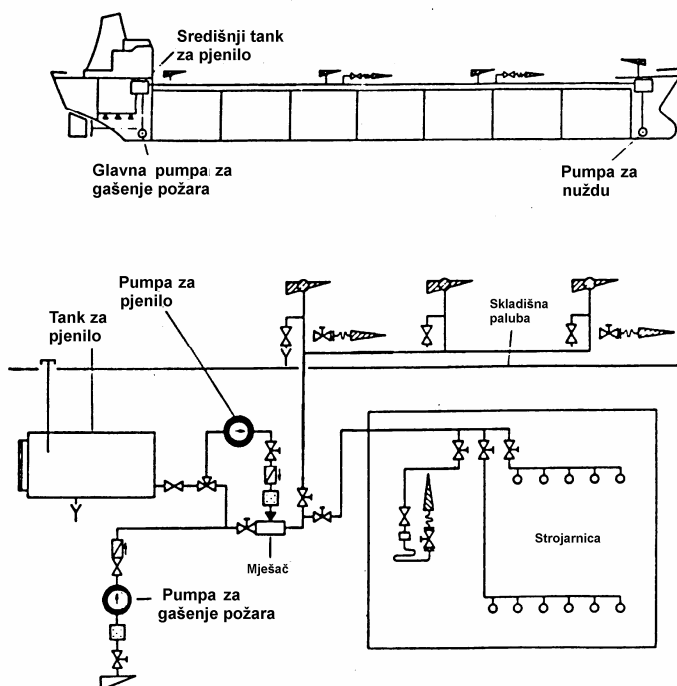 Središnji tank
za pjenilo
Glavna pumpa za
gašenje požara
Pumpa za
nuždu
Pumpa za
pjenilo
Tank za
pjenilo
Skladišna
paluba
Mješač
Strojarnica
Pumpa za
gašenje požara